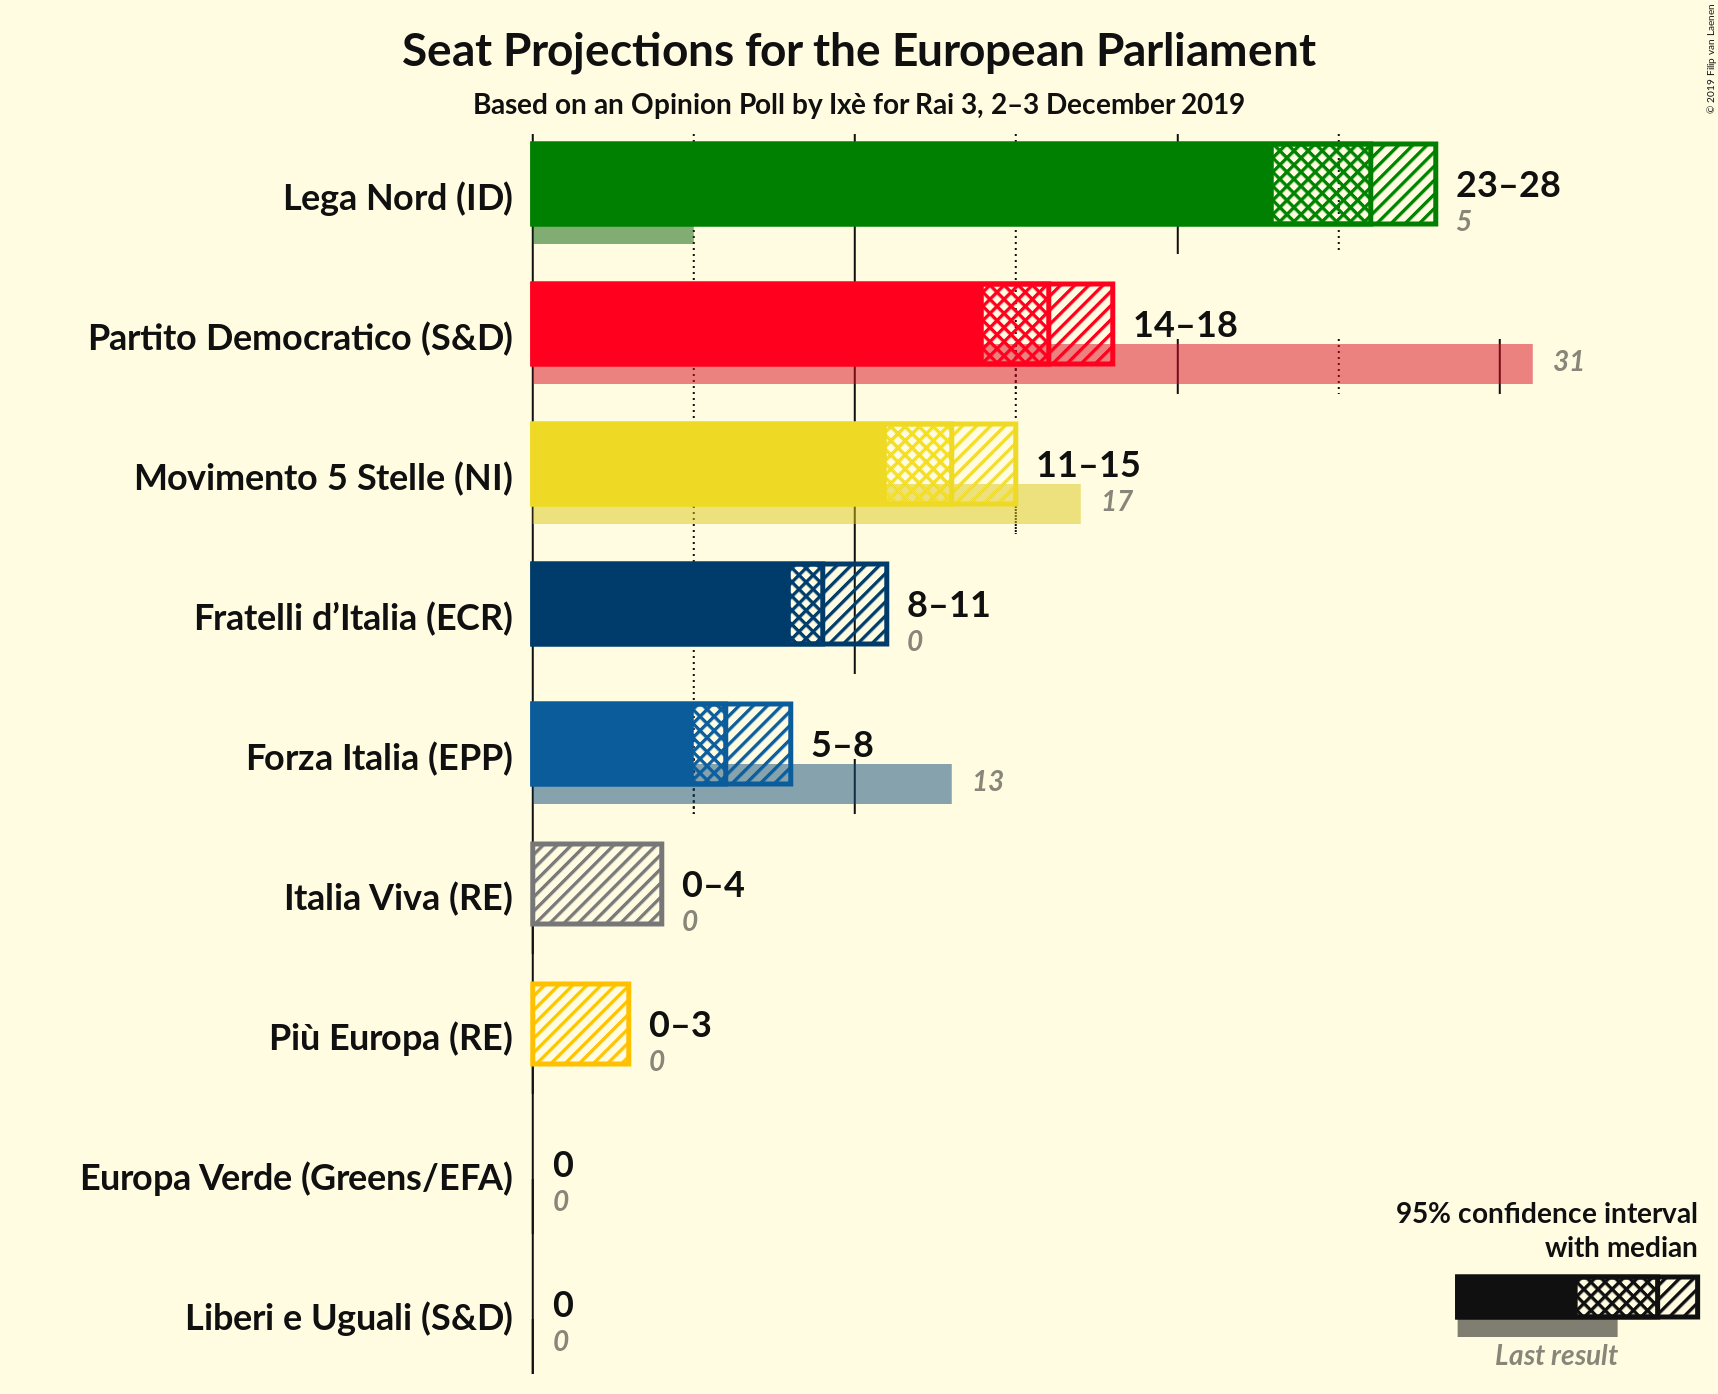 Seat Projections for the European Parliament
Based on an Opinion Poll by Ixè for Rai 3, 2–3 December 2019
© 2019 Filip van Laenen
Lega Nord (ID)
23–28
5
Partito Democratico (S&D)
14–18
31
Movimento 5 Stelle (NI)
11–15
17
Fratelli d’Italia (ECR)
8–11
0
Forza Italia (EPP)
5–8
13
Italia Viva (RE)
0–4
0
Più Europa (RE)
0–3
0
Europa Verde (Greens/EFA)
0
0
Liberi e Uguali (S&D)
0
0
95% confidence interval
with median
Last result